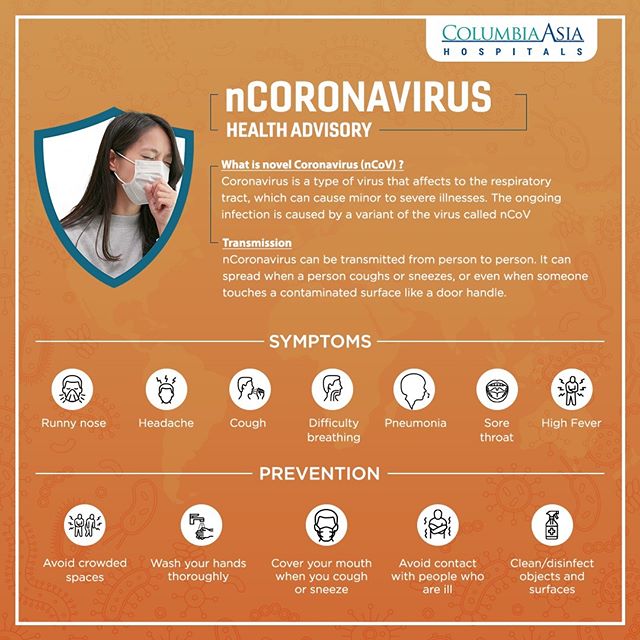 COLUMBIAASIA
HOSPITALS
nCORONAVIRUS
HEALTH ADVISORY
What is novel Coronavirus (nCoV) ?
Coronavirus is a type of virus that affects to the respiratory
tract, which can cause minor to severe illnesses. The ongoing
infection is caused by a variant of the virus called nCoV
Transmission
nCoronavirus can be transmitted from person to person. It can
spread when a person coughs or sneezes, or even when someone
touches a contaminated surface like a door handle.
SYMPTOMS
Runny nose
Headache
Cough
Difficulty
breathing
Pneumonia
Sore
throat
High Fever
PREVENTION
Avoid crowded
spaces
Wash your hands
thoroughly
Cover your mouth
when you cough
or sneeze
Avoid contact
with people who
are ill
Clean/disinfect
objects and
surfaces